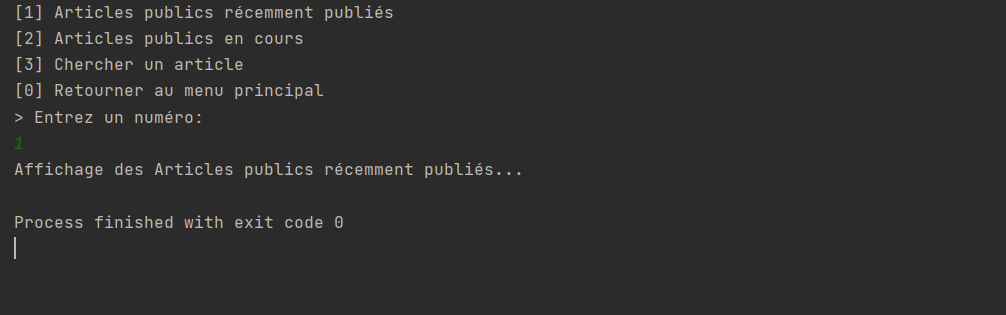 [1] Articles publics récemment publiés
[2] Articles publics en cours
[3] Chercher un article
[0] Retourner au menu principal
> Entrez un numéro:
1
Affichage des Articles publics récemment publiés...
Process finished with exit code 0